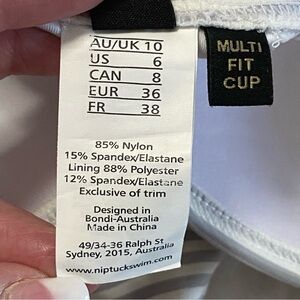 AU/UK 10
US 6
CAN 8
EUR 36
FR 38
85% Nylon
15% Spandex/Elastane
Lining 88% Polyester
12% Spandex/Elastane
Exclusive of trim
Designed in
Bondi-Australia
Made in China
49/34-36 Ralph St
Sydney, 2015, Australia
www.niptuckswim.com
MULTI
FIT
CUP